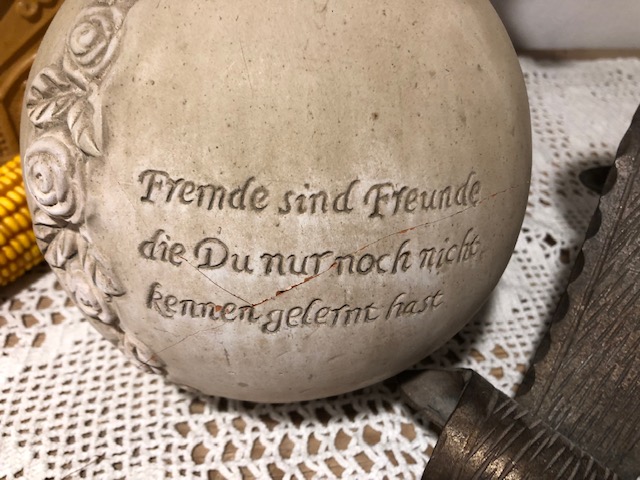 Fremde sind Freunde
die Du nur noch nicht
kennen gelernt hast